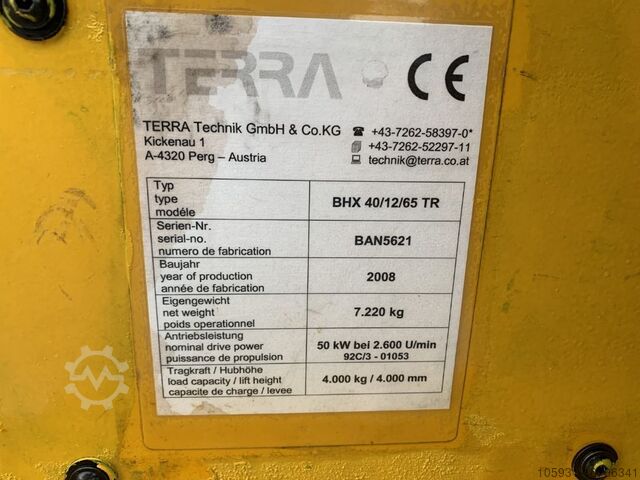 TERRA
CE
TERRA Technik GmbH & Co.KG
Kickenau 1
A-4320 Perg – Austria
+43-7262-58397-0*
+43-7262-52297-11
technik@terra.co.at
Typ
type
modéle
BHX 40/12/65 TR
Serien-Nr.
serial-no.
numero de fabrication
BAN5621
Baujahr
year of production
année de fabrication
2008
Eigengewicht
net weight
poids operationnel
7.220 kg
Antriebsleistung
nominal drive power
puissance de propulsion
50 kW bei 2.600 U/min
92C/3 - 01053
Tragkraft / Hubhöhe
load capacity / lift height
capacite de charge / levee
4.000 kg / 4.000 mm